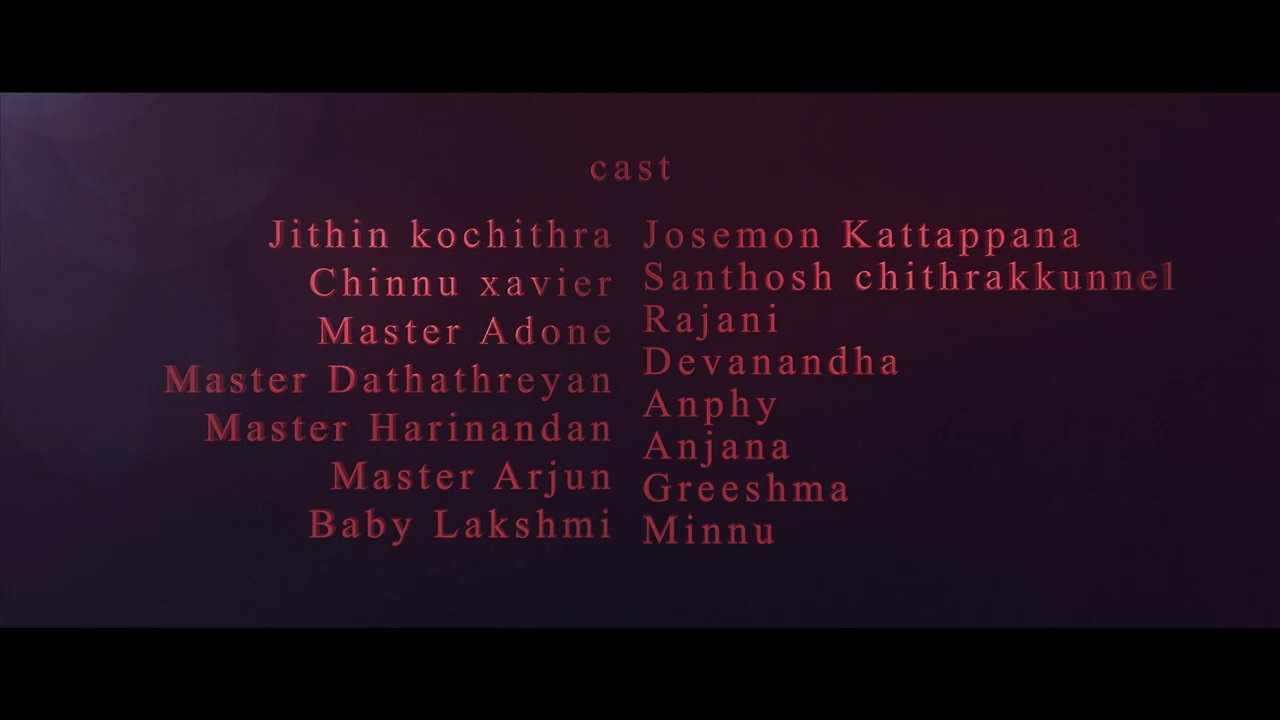 cast
Jithin kochithra
Chinnu xavier
Master Adone
Master Dathathreyan
Master Harinandan
Master Arjun
Baby Lakshmi
Josemon Kattappana
Santhosh chithrakkunnel
Rajani
Devanandha
Anphy
Anjana
Greeshma
Minnu